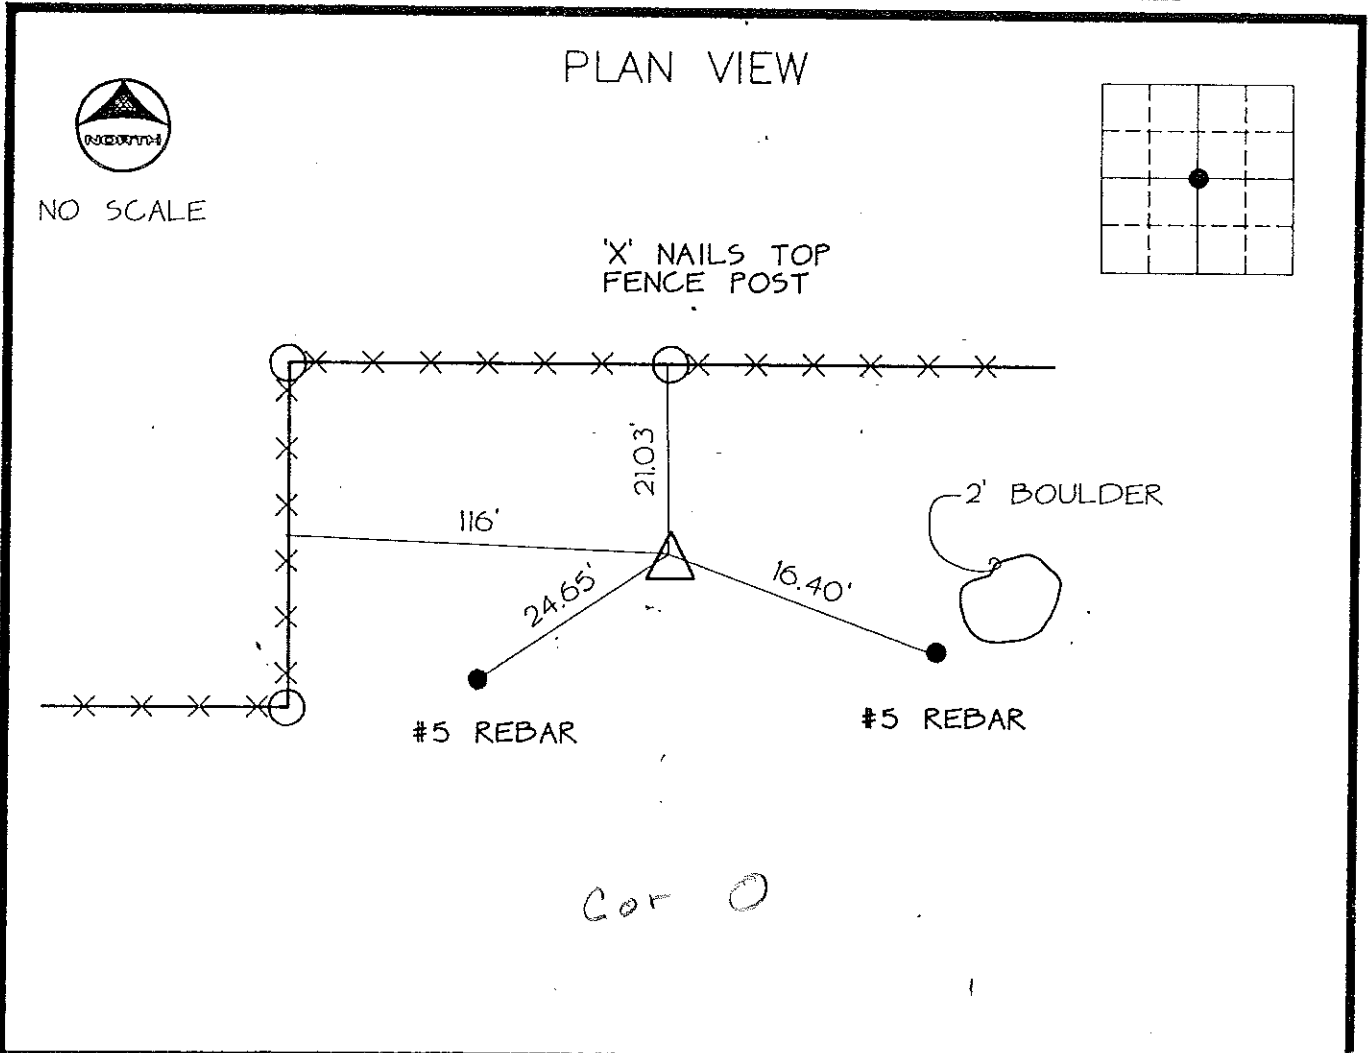 PLAN VIEW
NORTH
NO SCALE
'X' NAILS TOP
FENCE POST
21.03'
2' BOULDER
116'
24.65'
16.40'
#5 REBAR
#5 REBAR
Cor O